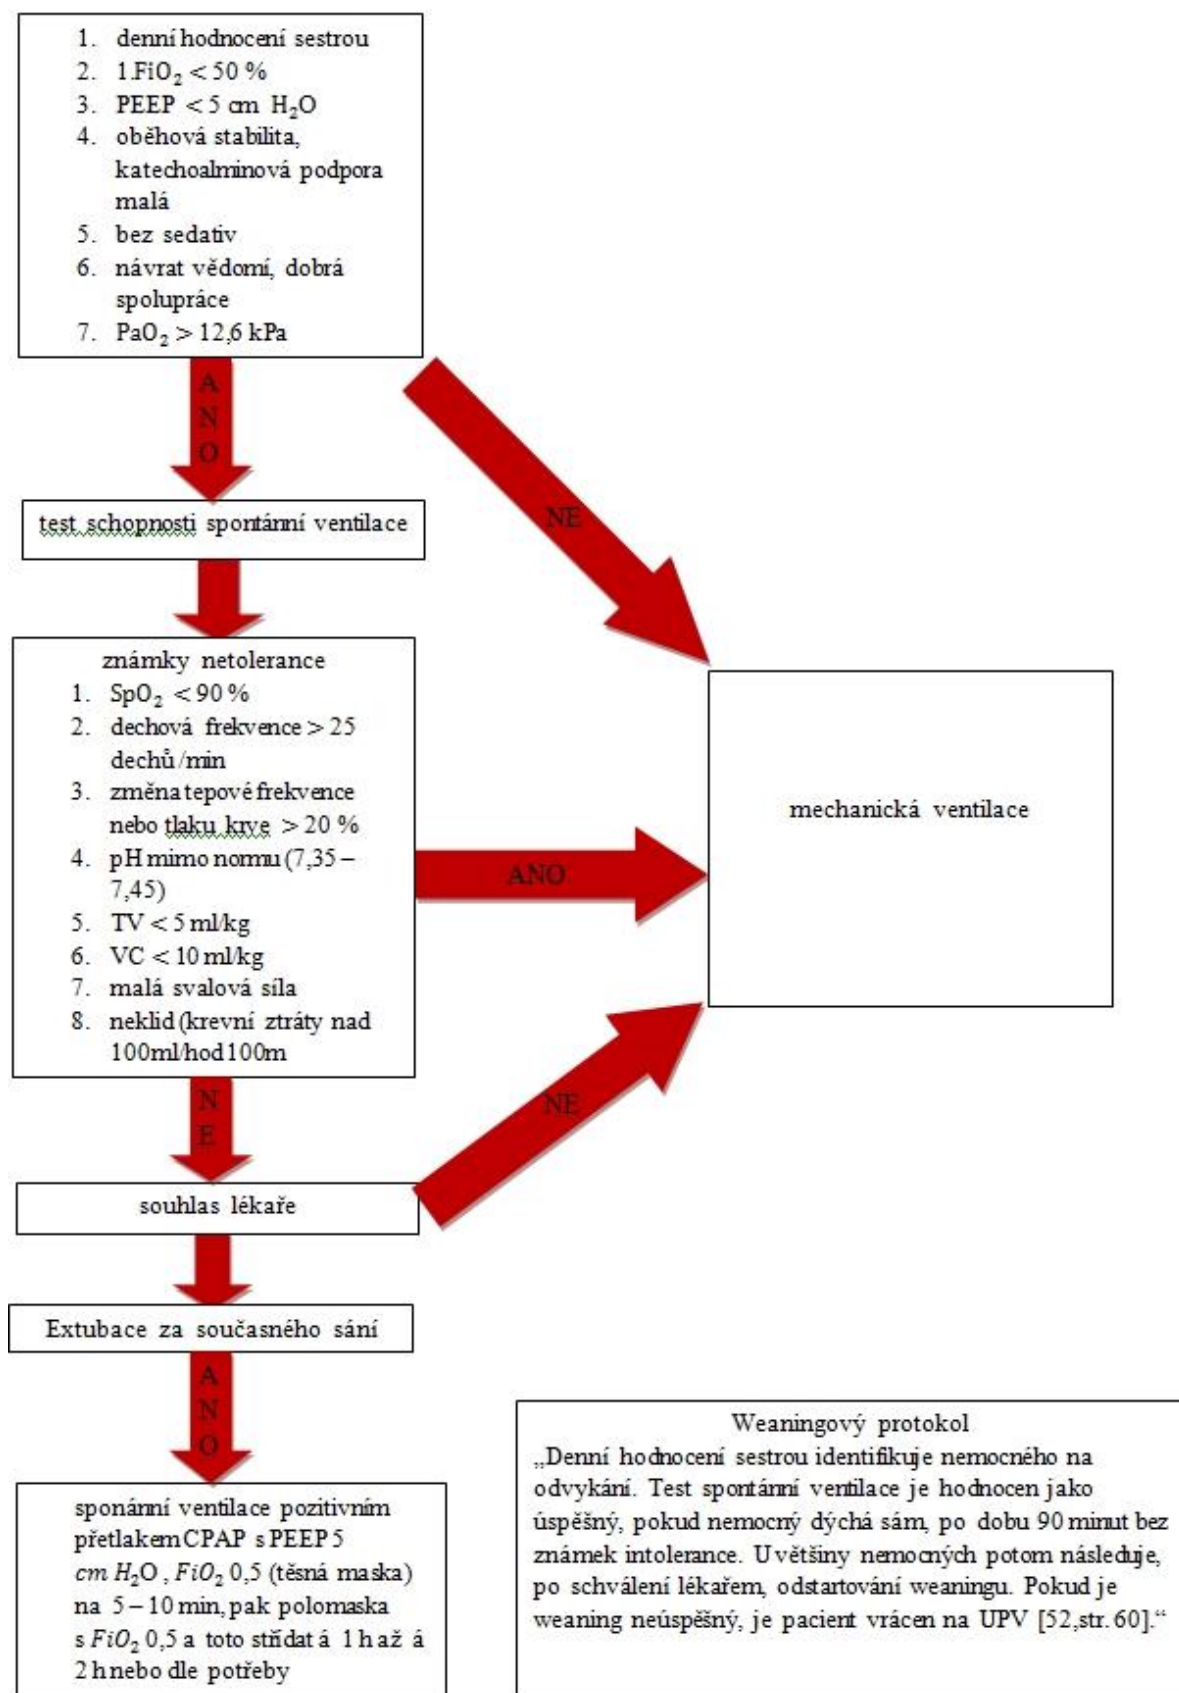 1. denní hodnocení sestrou
2. 1.FiO₂ < 50 %
3. PEEP < 5 cm H₂O
4. oběhová stabilita,
katechoalminová podpora
malá
5. bez sedativ
6. návrat vědomí, dobrá
spolupráce
7. PaO₂ > 12,6 kPa
ANO
NE
test schopnosti spontánní ventilace
známky netolerance
1. SpO₂ < 90 %
2. dechová frekvence > 25
dechů/min
3. změna tepové frekvence
nebo tlaku krve > 20 %
4. pH mimo normu (7,35 –
7,45)
5. TV < 5 ml/kg
6. VC < 10 ml/kg
7. malá svalová síla
8. neklid (krevní ztráty nad
100ml/hod100m
ANO
mechanická ventilace
NE
NE
souhlas lékaře
Extubace za současného sání
ANO
sponánní ventilace pozitivním
přetlakem CPAP s PEEP 5
cm H₂O , FiO₂ 0,5 (těsná maska)
na 5 – 10 min, pak polomaska
s FiO₂ 0,5 a toto střídat á 1 h až á
2 h nebo dle potřeby
Weaningový protokol
„Denní hodnocení sestrou identifikuje nemocného na
odvykání. Test spontánní ventilace je hodnocen jako
úspěšný, pokud nemocný dýchá sám, po dobu 90 minut bez
známek intolerance. U většiny nemocných potom následuje,
po schválení lékařem, odstartování weaningu. Pokud je
weaning neúspěšný, je pacient vrácen na UPV [52,str. 60].“